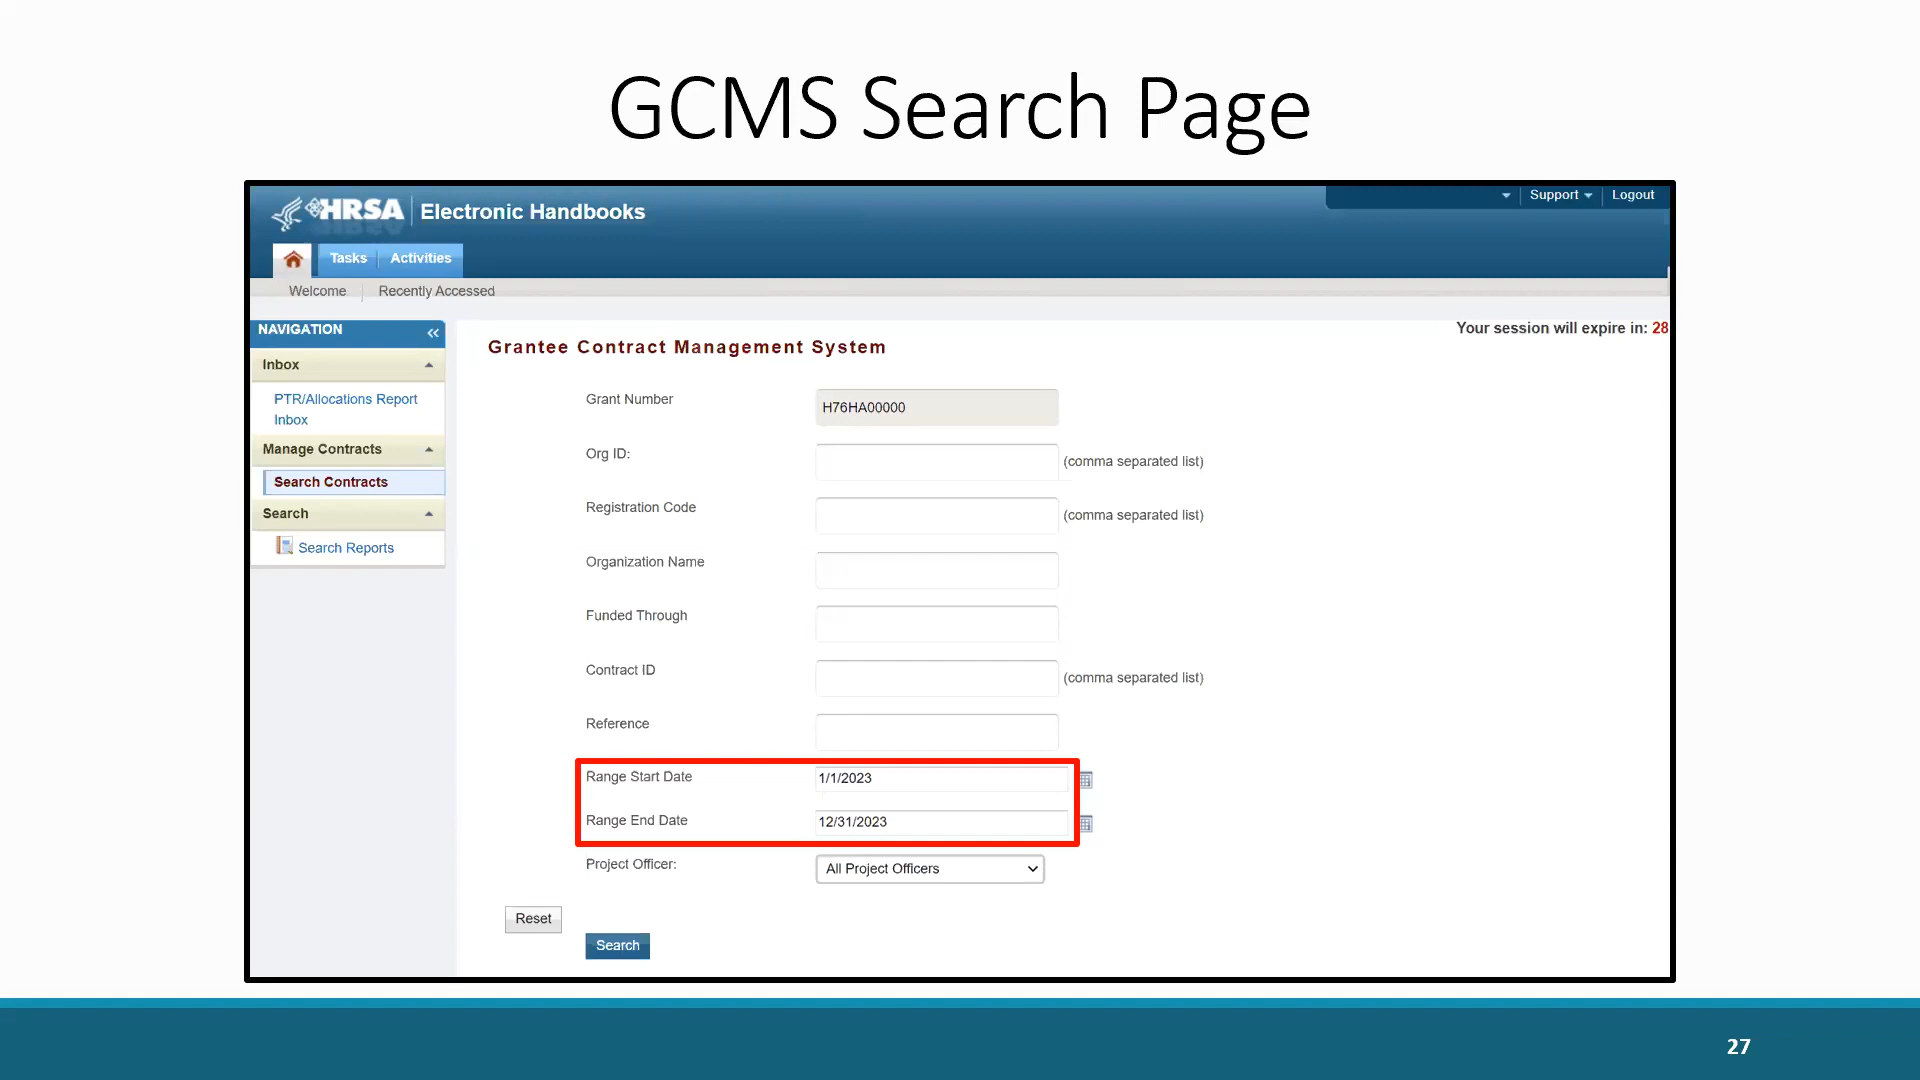 GCMS Search Page
HRSA Electronic Handbooks
Support
Logout
Tasks
Activities
Welcome
Recently Accessed
NAVIGATION
Your session will expire in: 28
Inbox
PTR/Allocations Report
Inbox
Manage Contracts
Search Contracts
Search
Search Reports
Grantee Contract Management System
Grant Number H76HA00000
Org ID: (comma separated list)
Registration Code (comma separated list)
Organization Name
Funded Through
Contract ID (comma separated list)
Reference
Range Start Date 1/1/2023
Range End Date 12/31/2023
Project Officer: All Project Officers
Reset
Search
27